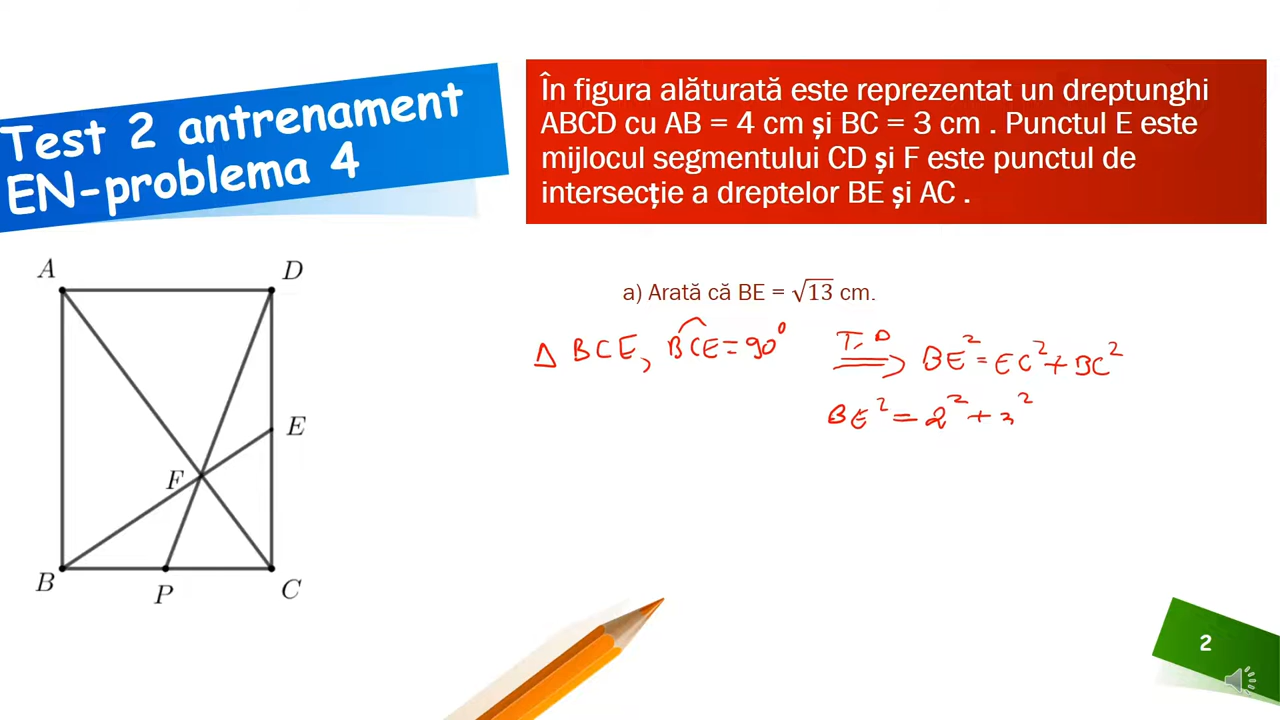 Test 2 antrenament
EN-problema 4
În figura alăturată este reprezentat un dreptunghi
ABCD cu AB = 4 cm și BC = 3 cm . Punctul E este
mijlocul segmentului CD și F este punctul de
intersecție a dreptelor BE și AC .
a) Arată că BE = √13 cm.
Δ BCE, BCE = 90° T.P ⟹ BE² = EC² + BC²
BE² = 2² + 3²
A
D
E
F
B
P
C
2